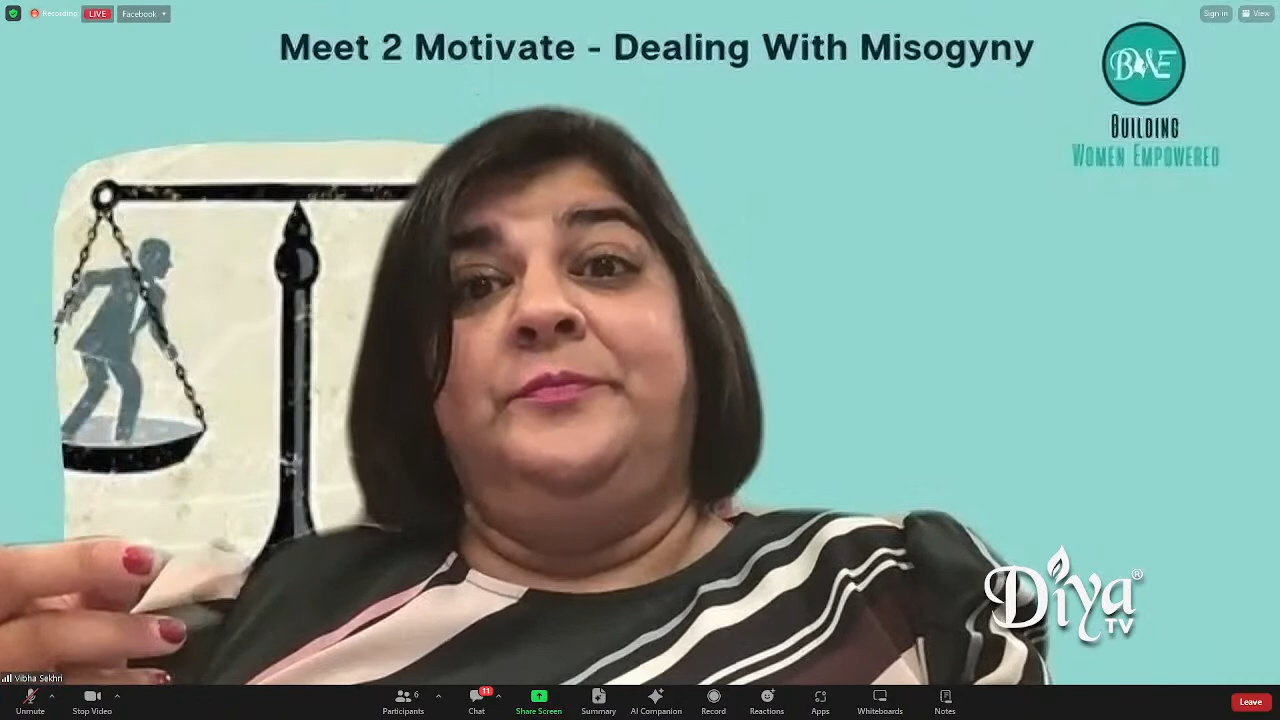 Recording
LIVE
Facebook
Sign in
View
Meet 2 Motivate - Dealing With Misogyny
BWE
BUILDING
WOMEN EMPOWERED
Diya®
TV
Vibha Sekhri
Unmute
Stop Video
6
Participants
11
Chat
Share Screen
Summary
AI Companion
Record
Reactions
Apps
Whiteboards
Notes
Leave